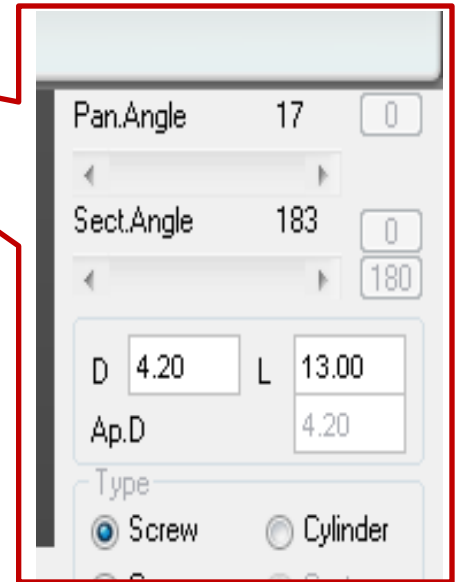 Pan.Angle 17 0
Sect.Angle 183 0
180
D 4.20 L 13.00
Ap.D 4.20
Type
Screw Cylinder